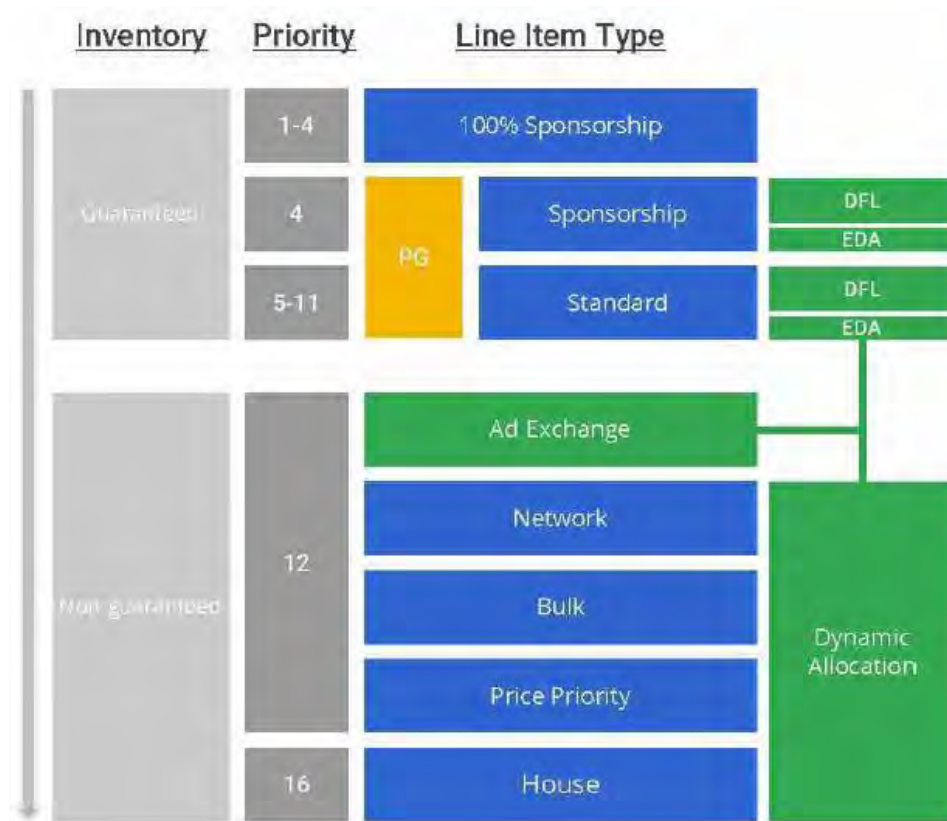 Inventory Priority Line Item Type
1-4 100% Sponsorship
Guaranteed 4 PG Sponsorship DFL
EDA
5-11 Standard DFL
EDA
Ad Exchange
Network
Non-guaranteed 12 Bulk
Dynamic
Allocation
Price Priority
16 House